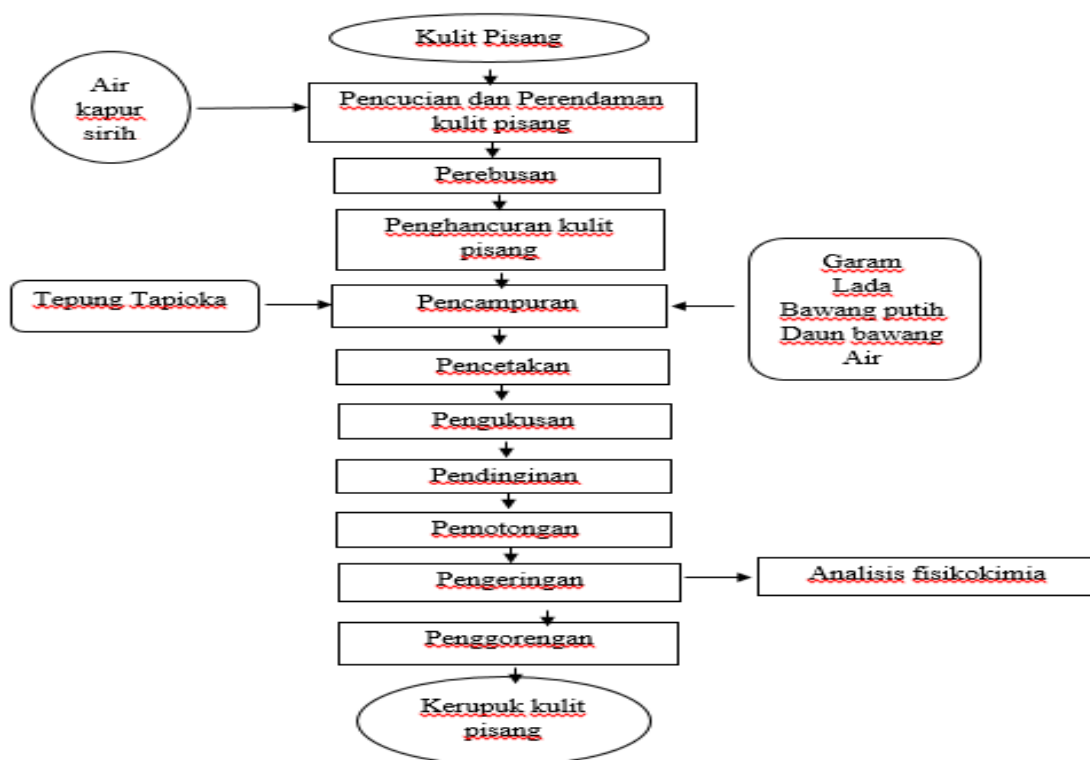 Kulit Pisang
Air
kapur
sirih
Pencucian dan Perendaman
kulit pisang
Perebusan
Penghancuran kulit
pisang
Tepung Tapioka
Pencampuran
Garam
Lada
Bawang putih
Daun bawang
Air
Pencetakan
Pengukusan
Pendinginan
Pemotongan
Pengeringan
Analisis fisikokimia
Penggorengan
Kerupuk kulit
pisang